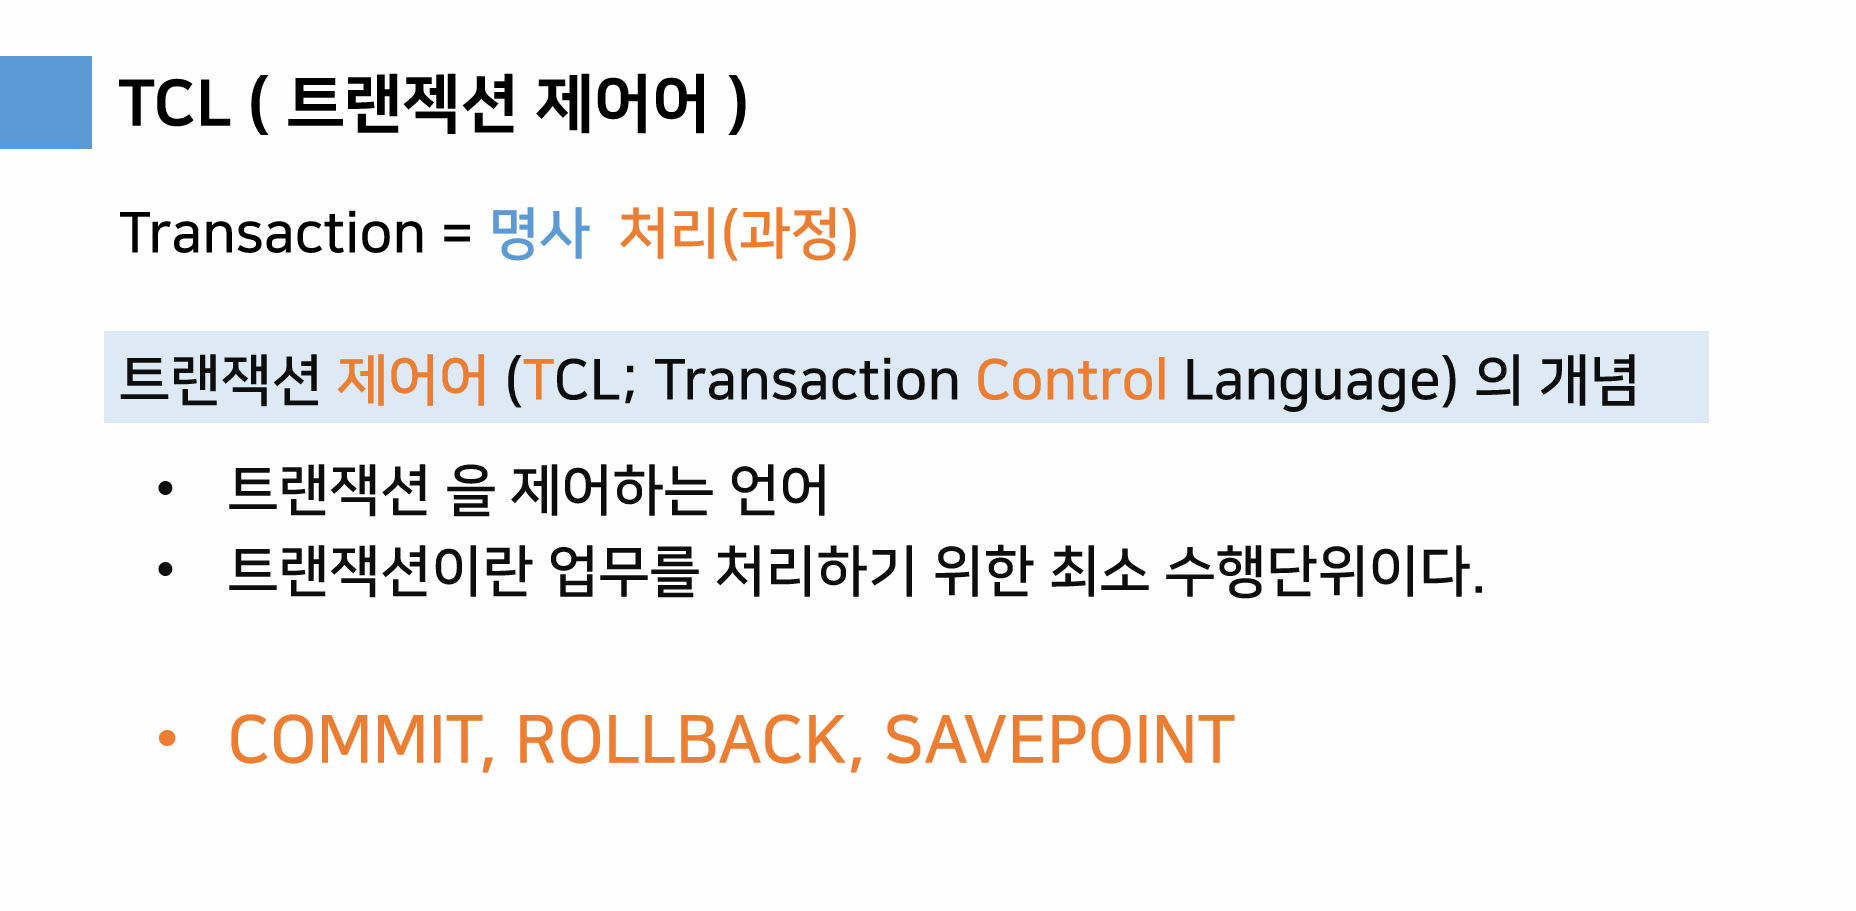 TCL ( 트랜젝션 제어어 )
Transaction = 명사 처리(과정)
트랜잭션 제어어 (TCL; Transaction Control Language) 의 개념
• 트랜잭션 을 제어하는 언어
• 트랜잭션이란 업무를 처리하기 위한 최소 수행단위이다.
• COMMIT, ROLLBACK, SAVEPOINT